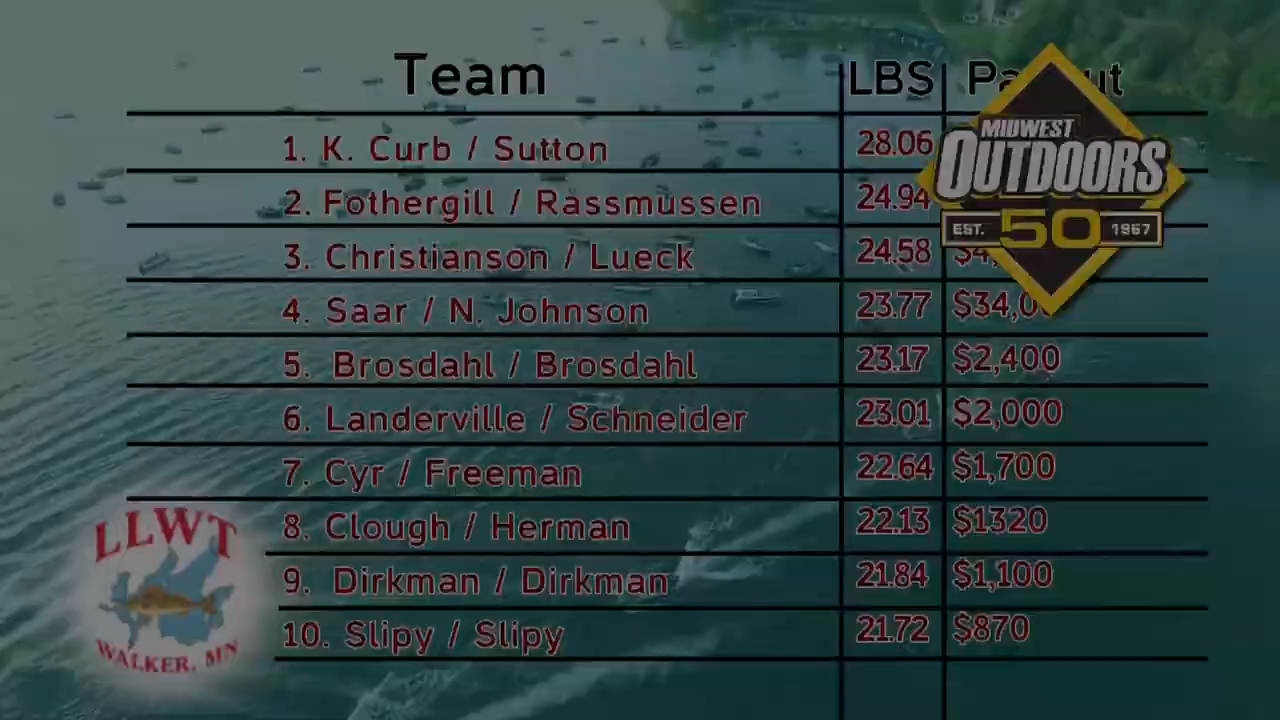 Team LBS
1. K. Curb / Sutton 28.06
2. Fothergill / Rassmussen 24.94
3. Christianson / Lueck 24.58 $4,
4. Saar / N. Johnson 23.77 $34,0
5. Brosdahl / Brosdahl 23.17 $2,400
6. Landerville / Schneider 23.01 $2,000
7. Cyr / Freeman 22.64 $1,700
8. Clough / Herman 22.13 $1320
9. Dirkman / Dirkman 21.84 $1,100
10. Slipy / Slipy 21.72 $870
MIDWEST
OUTDOORS
EST. 50 1967
LLWT
WALKER, MN